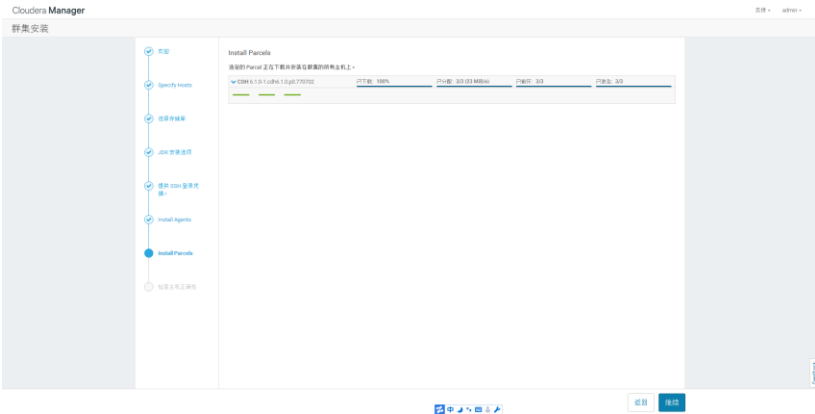 Cloudera Manager
支持 admin
群集安装
欢迎
Specify Hosts
选择存储库
JDK 安装选项
提供 SSH 登录凭据。
Install Agents
Install Parcels
检查主机正确性
Install Parcels
选定的 Parcel 正在下载并安装在群集的所有主机上。
CDH 6.1.0-1.cdh6.1.0.p0.770702
已下载: 100%
已分配: 3/3 (23 MiB/s)
已解压: 3/3
已激活: 3/3
Feedback
返回
继续
中